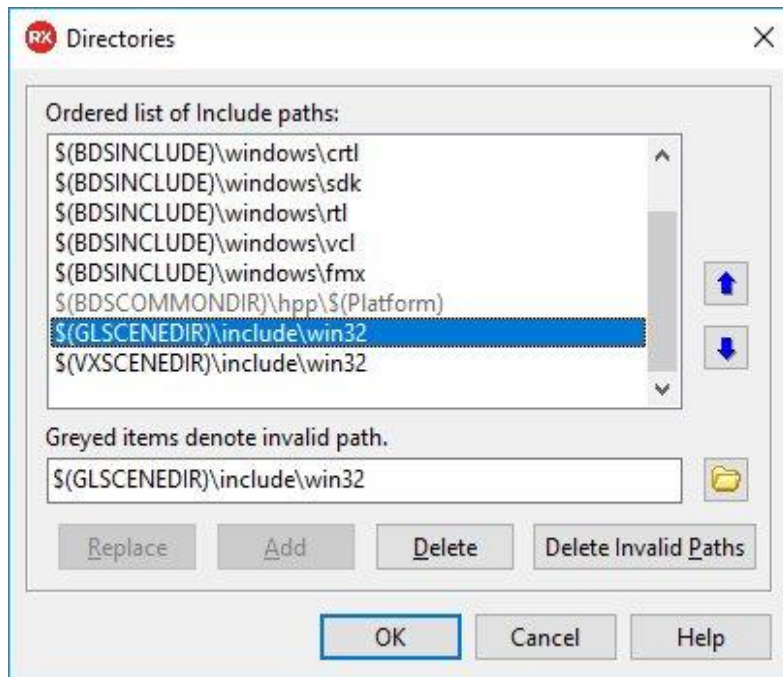 RX Directories
Ordered list of Include paths:
$(BDSINCLUDE)\windows\crtl
$(BDSINCLUDE)\windows\sdk
$(BDSINCLUDE)\windows\rtl
$(BDSINCLUDE)\windows\vcl
$(BDSINCLUDE)\windows\fmx
$(BDSCOMMONDIR)\hpp\$(Platform)
$(GLSCENEDIR)\include\win32
$(VXSCENEDIR)\include\win32
Greyed items denote invalid path.
$(GLSCENEDIR)\include\win32
Replace Add Delete Delete Invalid Paths
OK Cancel Help